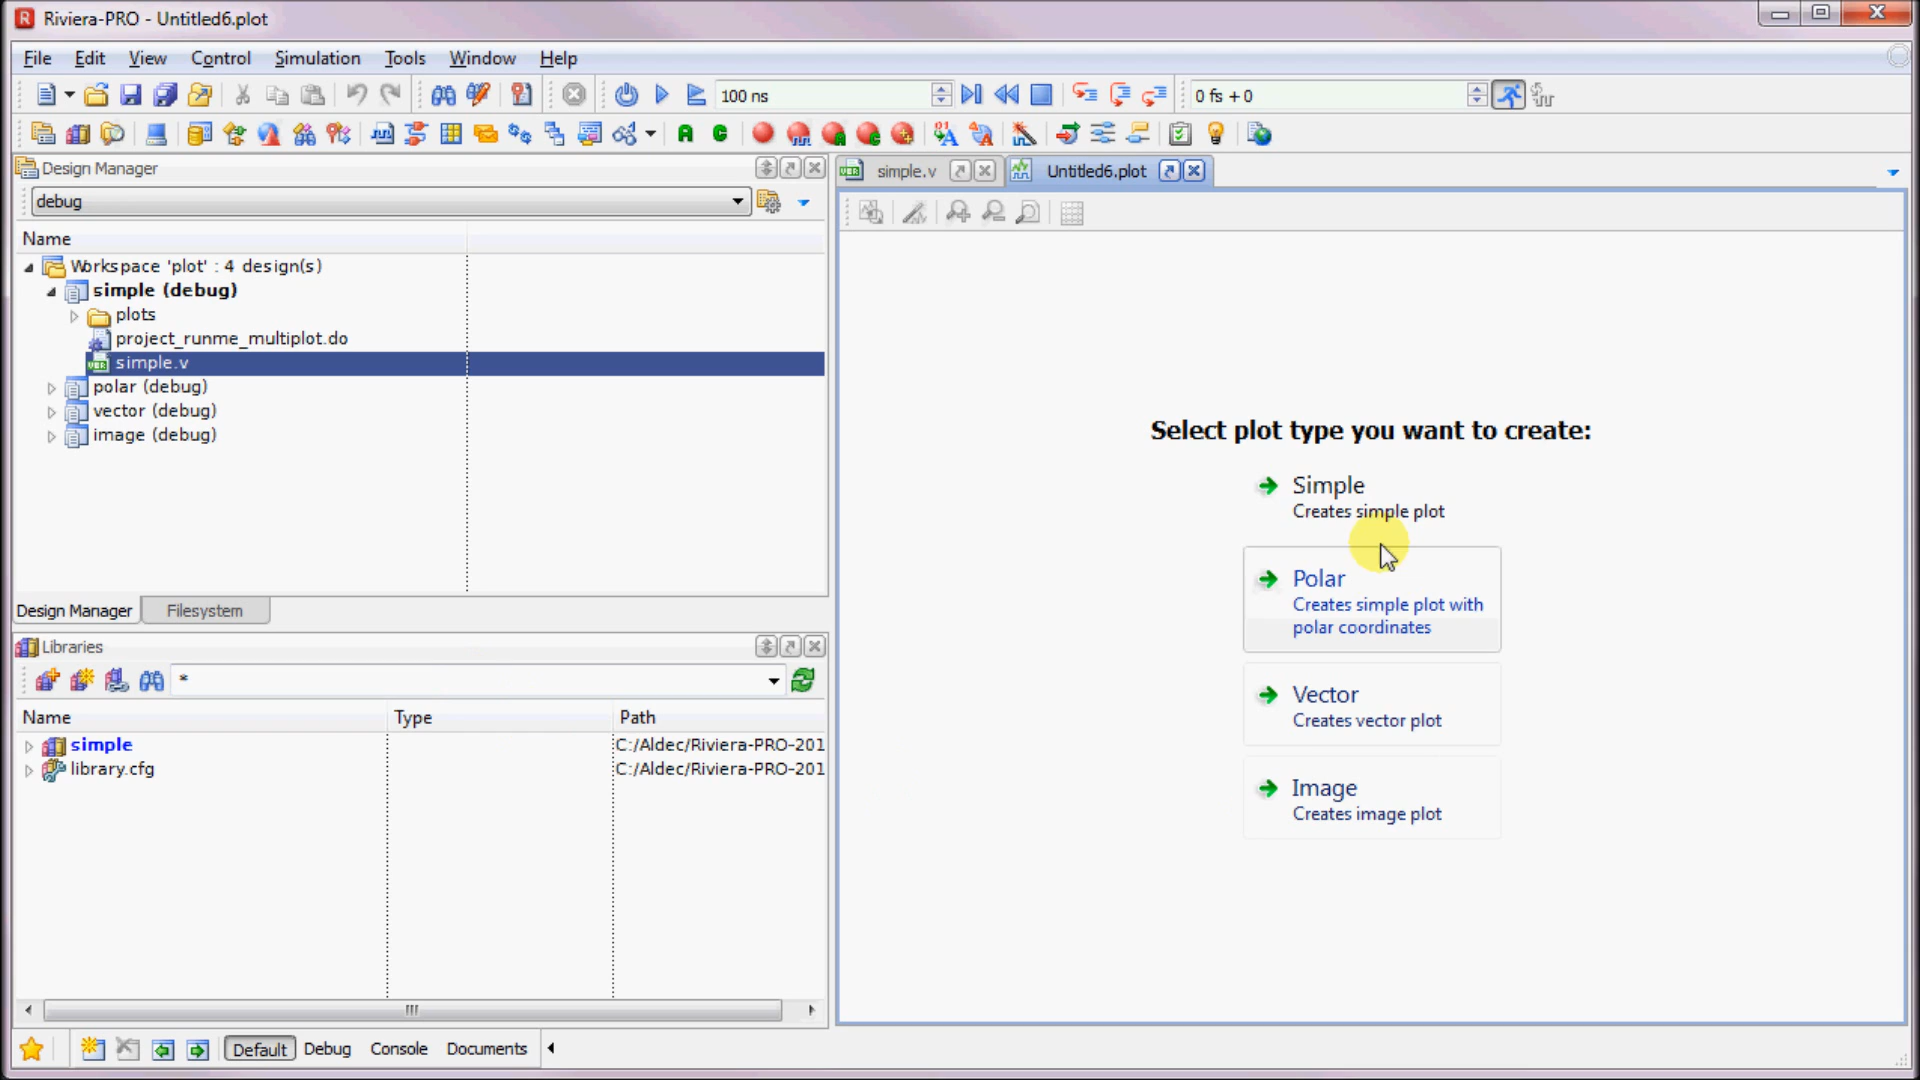 Riviera-PRO - Untitled6.plot
File Edit View Control Simulation Tools Window Help
100 ns 0 fs + 0
Design Manager
debug
Name
Workspace 'plot' : 4 design(s)
simple (debug)
plots
project_runme_multiplot.do
simple.v
polar (debug)
vector (debug)
image (debug)
Design Manager Filesystem
Libraries
*
Name Type Path
simple C:/Aldec/Riviera-PRO-201
library.cfg C:/Aldec/Riviera-PRO-201
Default Debug Console Documents
simple.v Untitled6.plot
Select plot type you want to create:
Simple
Creates simple plot
Polar
Creates simple plot with
polar coordinates
Vector
Creates vector plot
Image
Creates image plot